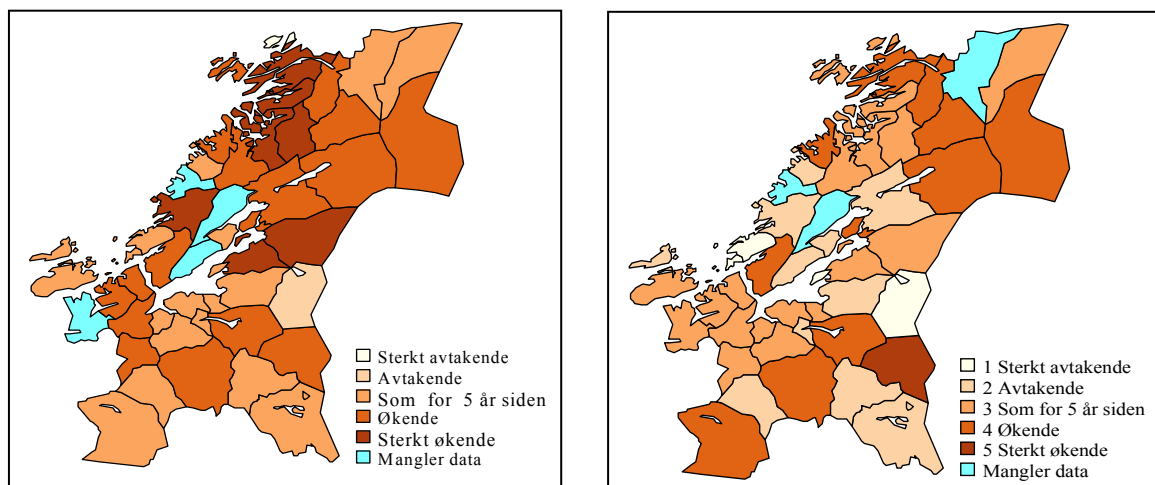 Sterkt avtakende
Avtakende
Som for 5 år siden
Økende
Sterkt økende
Mangler data
1 Sterkt avtakende
2 Avtakende
3 Som for 5 år siden
4 Økende
5 Sterkt økende
Mangler data